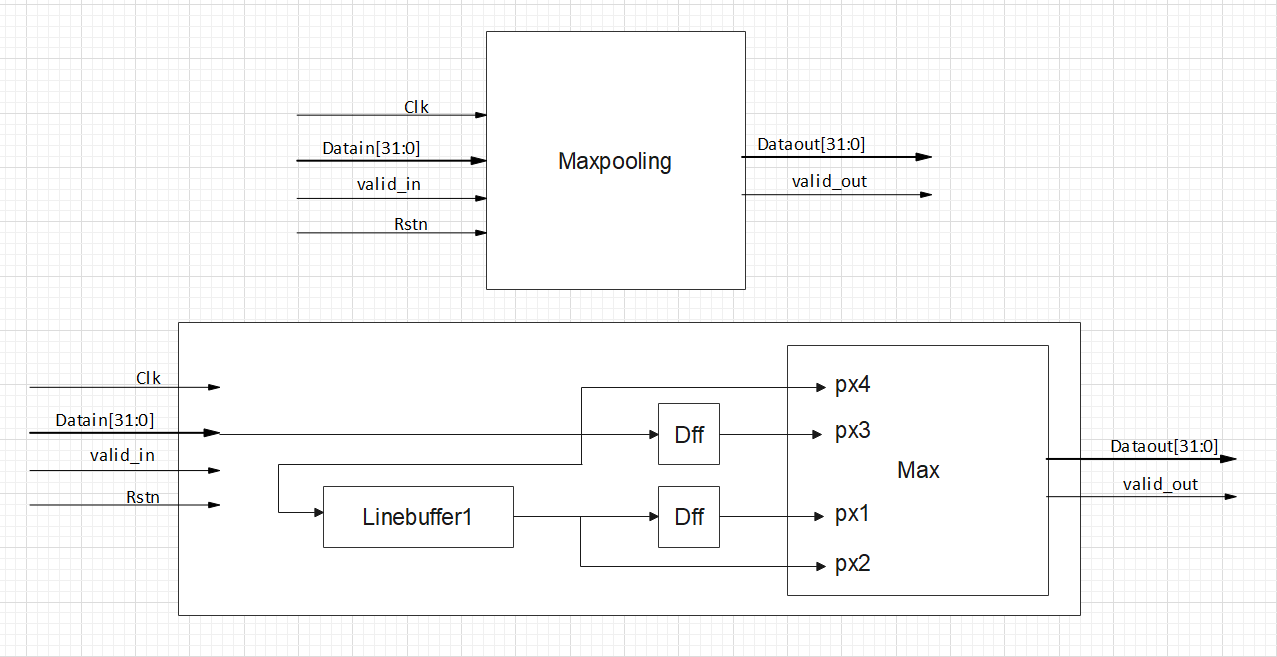 Clk
Datain[31:0]
valid_in
Rstn
Maxpooling
Dataout[31:0]
valid_out
Clk
Datain[31:0]
valid_in
Rstn
Linebuffer1
Dff
Dff
px4
px3
px1
px2
Max
Dataout[31:0]
valid_out